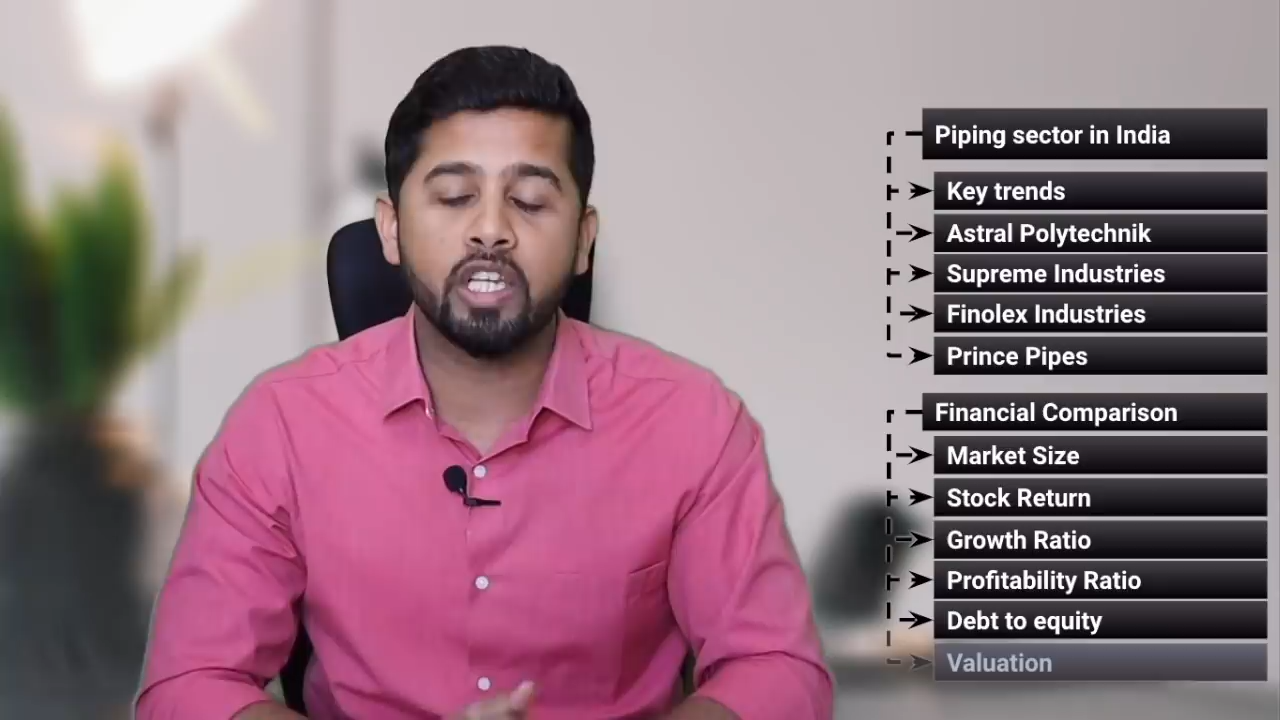 Piping sector in India
Key trends
Astral Polytechnik
Supreme Industries
Finolex Industries
Prince Pipes
Financial Comparison
Market Size
Stock Return
Growth Ratio
Profitability Ratio
Debt to equity
Valuation